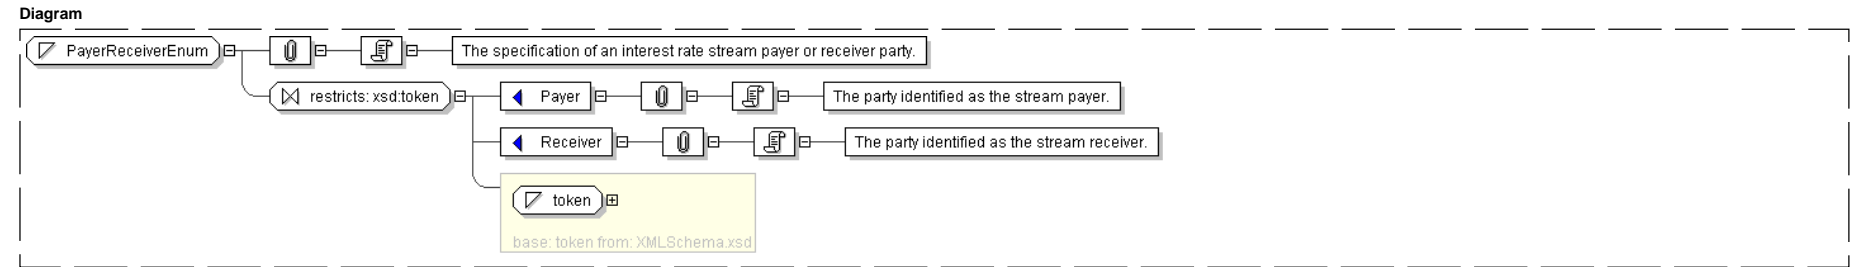 Diagram
PayerReceiverEnum
The specification of an interest rate stream payer or receiver party.
restricts: xsd:token
Payer
The party identified as the stream payer.
Receiver
The party identified as the stream receiver.
token
base: token from: XMLSchema.xsd